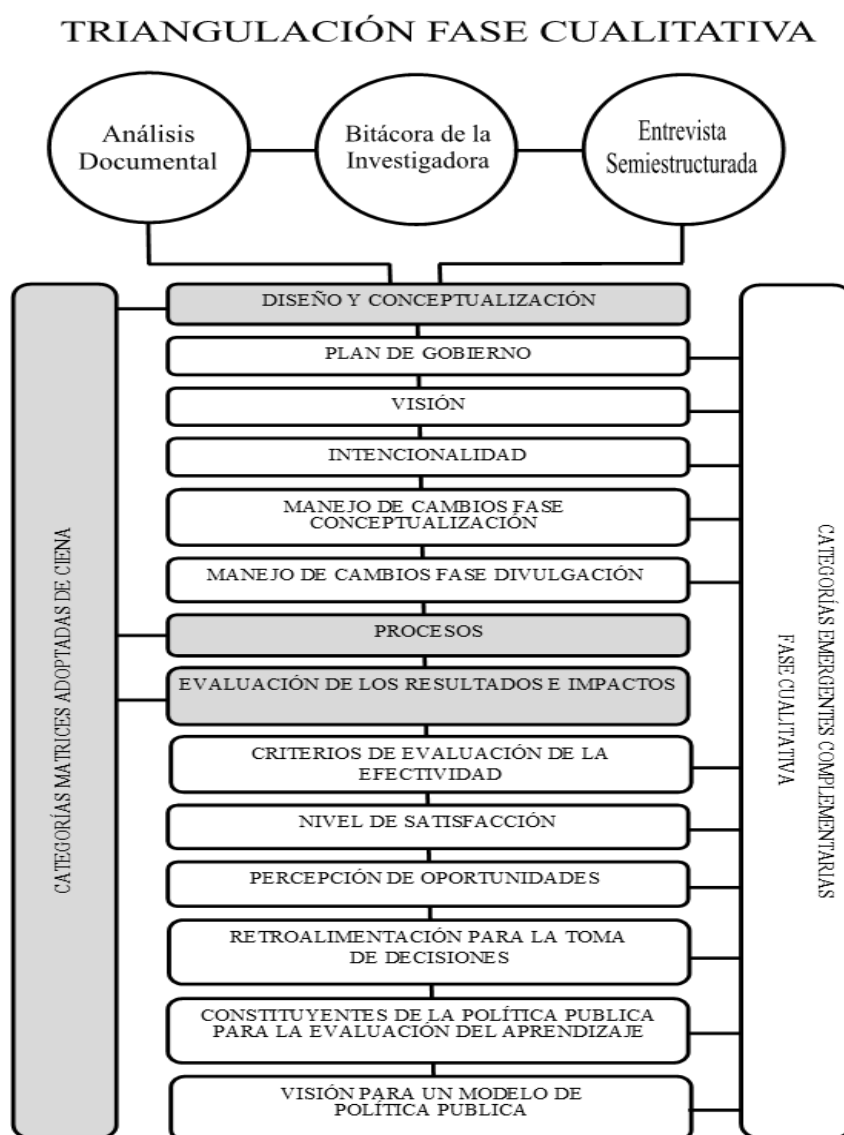 TRIANGULACIÓN FASE CUALITATIVA
Análisis
Documental
Bitácora de la
Investigadora
Entrevista
Semiestructurada
DISEÑO Y CONCEPTUALIZACIÓN
PLAN DE GOBIERNO
VISIÓN
INTENCIONALIDAD
MANEJO DE CAMBIOS FASE
CONCEPTUALIZACIÓN
MANEJO DE CAMBIOS FASE DIVULGACIÓN
PROCESOS
EVALUACIÓN DE LOS RESULTADOS E IMPACTOS
CRITERIOS DE EVALUACIÓN DE LA
EFECTIVIDAD
NIVEL DE SATISFACCIÓN
PERCEPCIÓN DE OPORTUNIDADES
RETROALIMENTACIÓN PARA LA TOMA
DE DECISIONES
CONSTITUYENTES DE LA POLÍTICA PUBLICA
PARA LA EVALUACIÓN DEL APRENDIZAJE
VISIÓN PARA UN MODELO DE
POLÍTICA PUBLICA
CATEGORÍAS MATRICES ADOPTADAS DE CIENA
CATEGORÍAS EMERGENTES COMPLEMENTARIAS
FASE CUALITATIVA